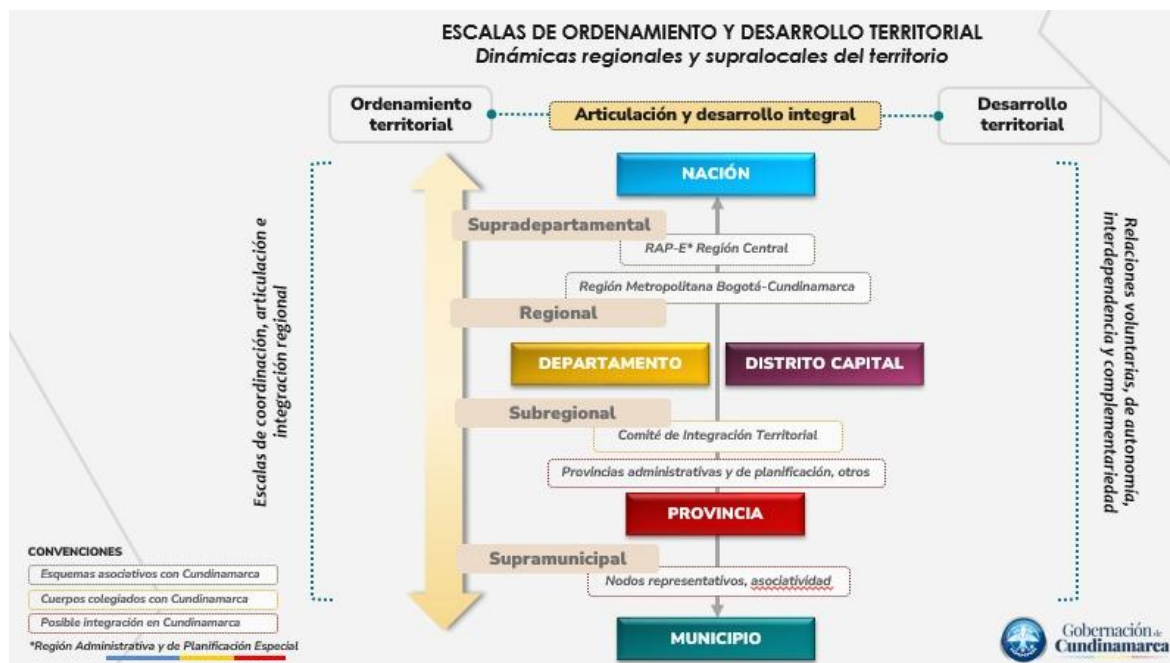 ESCALAS DE ORDENAMIENTO Y DESARROLLO TERRITORIAL
Dinámicas regionales y supralocales del territorio
Ordenamiento
territorial
Articulación y desarrollo integral
Desarrollo
territorial
Escalas de coordinación, articulación e
integración regional
NACIÓN
Supradepartamental
RAP-E* Región Central
Región Metropolitana Bogotá-Cundinamarca
Regional
DEPARTAMENTO
DISTRITO CAPITAL
Subregional
Comité de Integración Territorial
Provincias administrativas y de planificación, otros
PROVINCIA
Supramunicipal
Nodos representativos, asociatividad
MUNICIPIO
Relaciones voluntarias, de autonomía,
interdependencia y complementariedad
CONVENCIONES
Esquemas asociativos con Cundinamarca
Cuerpos colegiados con Cundinamarca
Posible integración en Cundinamarca
*Región Administrativa y de Planificación Especial
Gobernación de
Cundinamarca